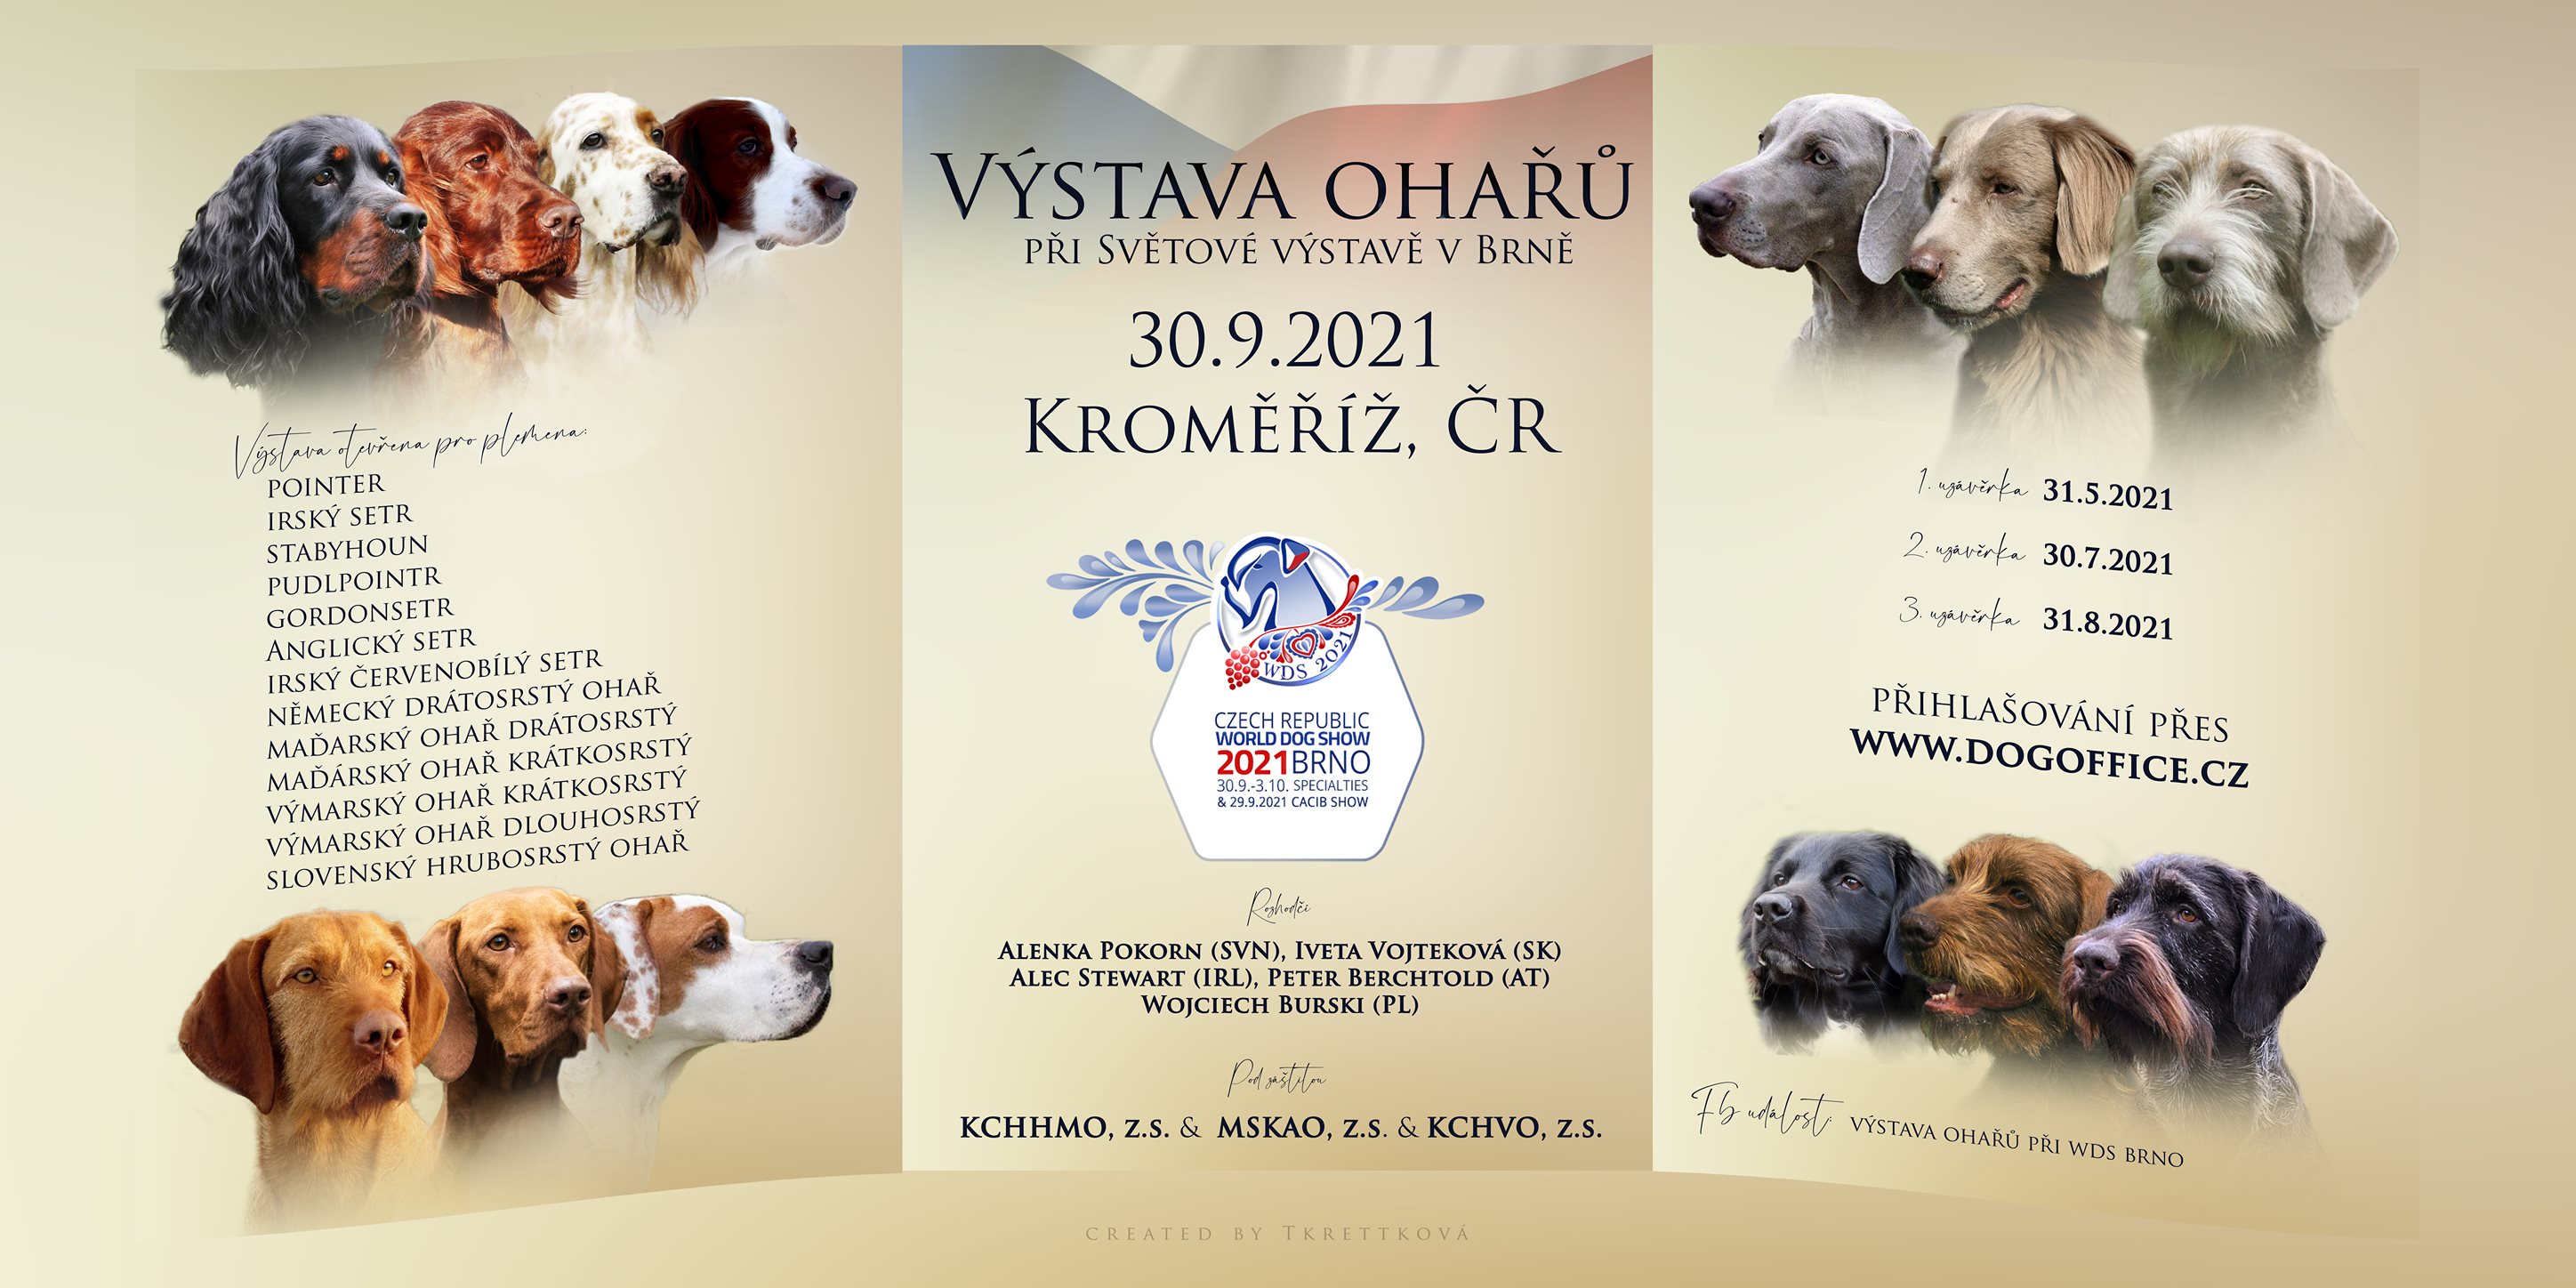 Výstava otevřena pro plemena:
POINTER
IRSKÝ SETR
STABYHOUN
PUDLPOINTR
GORDONSETR
ANGLICKÝ SETR
IRSKÝ ČERVENOBÍLÝ SETR
NĚMECKÝ DRÁTOSRSTÝ OHAŘ
MAĎARSKÝ OHAŘ DRÁTOSRSTÝ
MAĎÁRSKÝ OHAŘ KRÁTKOSRSTÝ
VÝMARSKÝ OHAŘ KRÁTKOSRSTÝ
VÝMARSKÝ OHAŘ DLOUHOSRSTÝ
SLOVENSKÝ HRUBOSRSTÝ OHAŘ
VÝSTAVA OHAŘŮ
PŘI SVĚTOVÉ VÝSTAVĚ V BRNĚ
30.9.2021
KROMĚŘÍŽ, ČR
WDS 2021
CZECH REPUBLIC
WORLD DOG SHOW
2021 BRNO
30.9.-3.10. SPECIALTIES
& 29.9.2021 CACIB SHOW
Rozhodčí
ALENKA POKORN (SVN), IVETA VOJTEKOVÁ (SK)
ALEC STEWART (IRL), PETER BERCHTOLD (AT)
WOJCIECH BURSKI (PL)
Pod záštitou
KCHHMO, Z.S. & MSKAO, Z.S. & KCHVO, Z.S.
1. uzávěrka 31.5.2021
2. uzávěrka 30.7.2021
3. uzávěrka 31.8.2021
PŘIHLAŠOVÁNÍ PŘES
WWW.DOGOFFICE.CZ
Fb událost: VÝSTAVA OHAŘŮ PŘI WDS BRNO
CREATED BY TKRETTKOVÁ